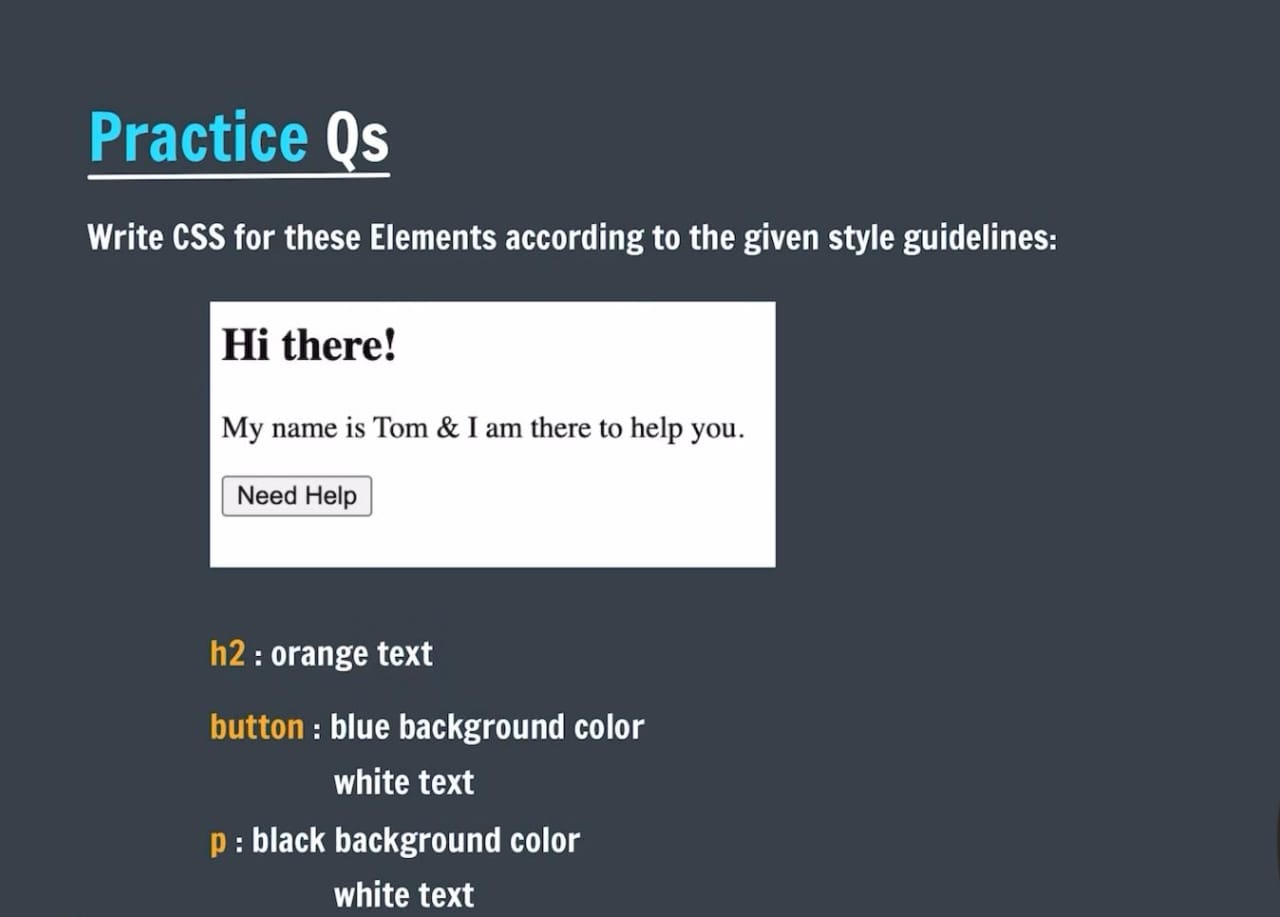 Practice Qs
Write CSS for these Elements according to the given style guidelines:
Hi there!
My name is Tom & I am there to help you.
Need Help
h2 : orange text
button : blue background color
white text
p : black background color
white text